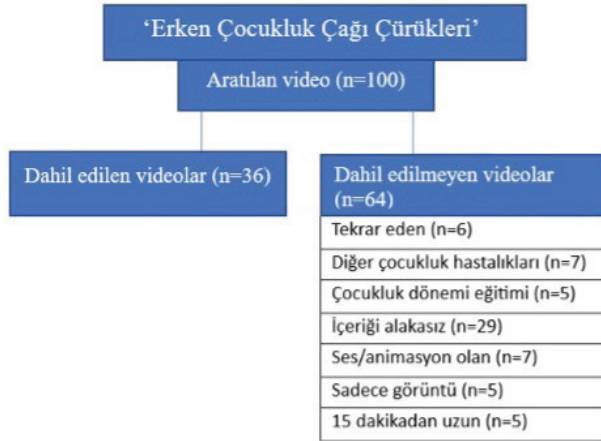 ‘Erken Çocukluk Çağı Çürükleri’
Aratılan video (n=100)
Dahil edilen videolar (n=36)
Dahil edilmeyen videolar
(n=64)
Tekrar eden (n=6)
Diğer çocukluk hastalıkları (n=7)
Çocukluk dönemi eğitimi (n=5)
İçeriği alakasız (n=29)
Ses/animasyon olan (n=7)
Sadece görüntü (n=5)
15 dakikadan uzun (n=5)